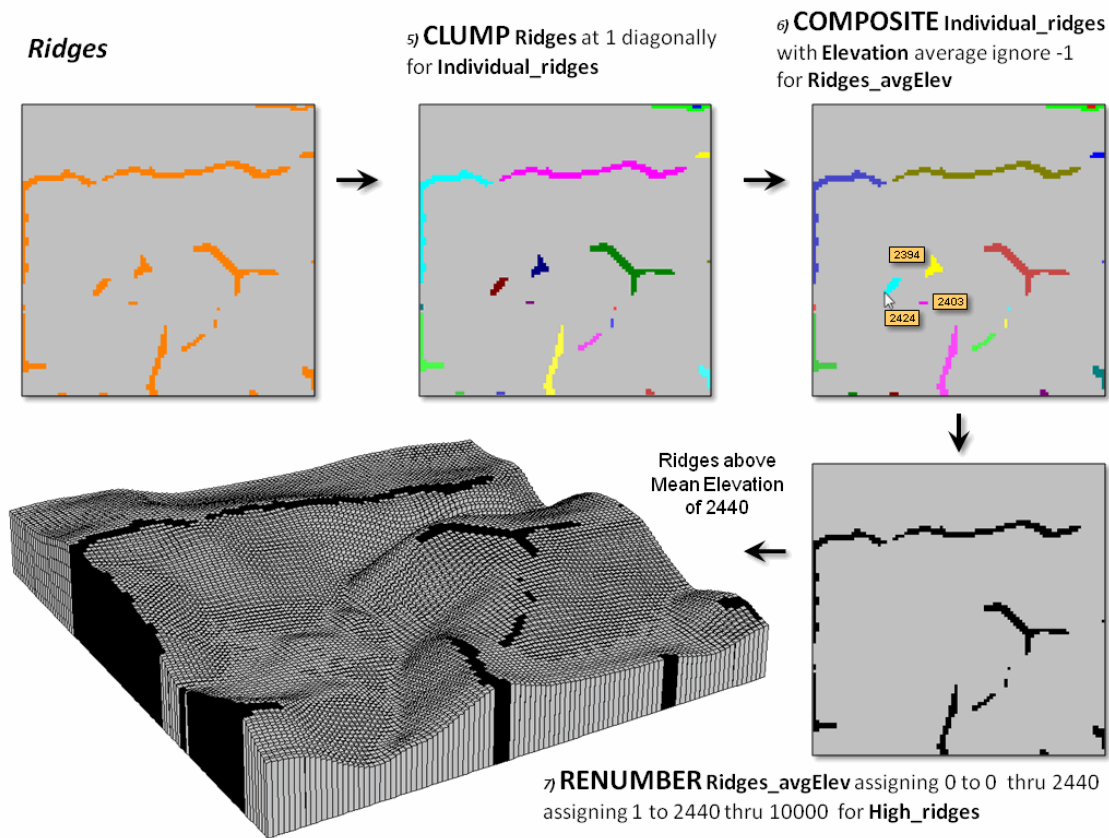 Ridges
5) CLUMP Ridges at 1 diagonally
for Individual_ridges
6) COMPOSITE Individual_ridges
with Elevation average ignore -1
for Ridges_avgElev
2394
2403
2424
Ridges above
Mean Elevation
of 2440
7) RENUMBER Ridges_avgElev assigning 0 to 0 thru 2440
assigning 1 to 2440 thru 10000 for High_ridges